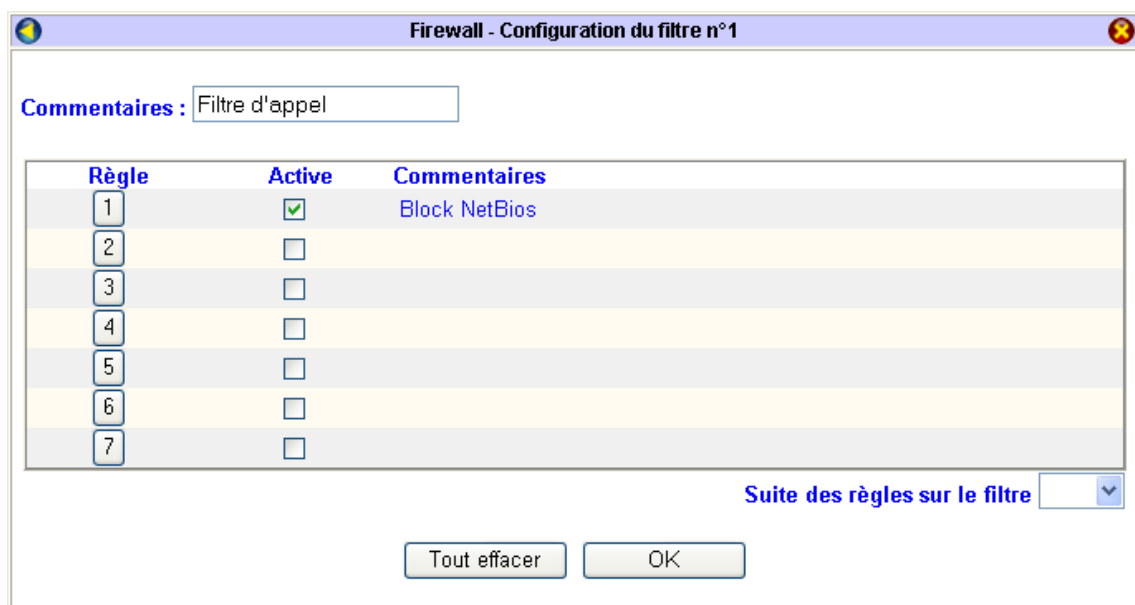 Firewall - Configuration du filtre n°1
Commentaires : Filtre d'appel
Règle Active Commentaires
1 Block NetBios
2
3
4
5
6
7
Suite des règles sur le filtre
Tout effacer OK